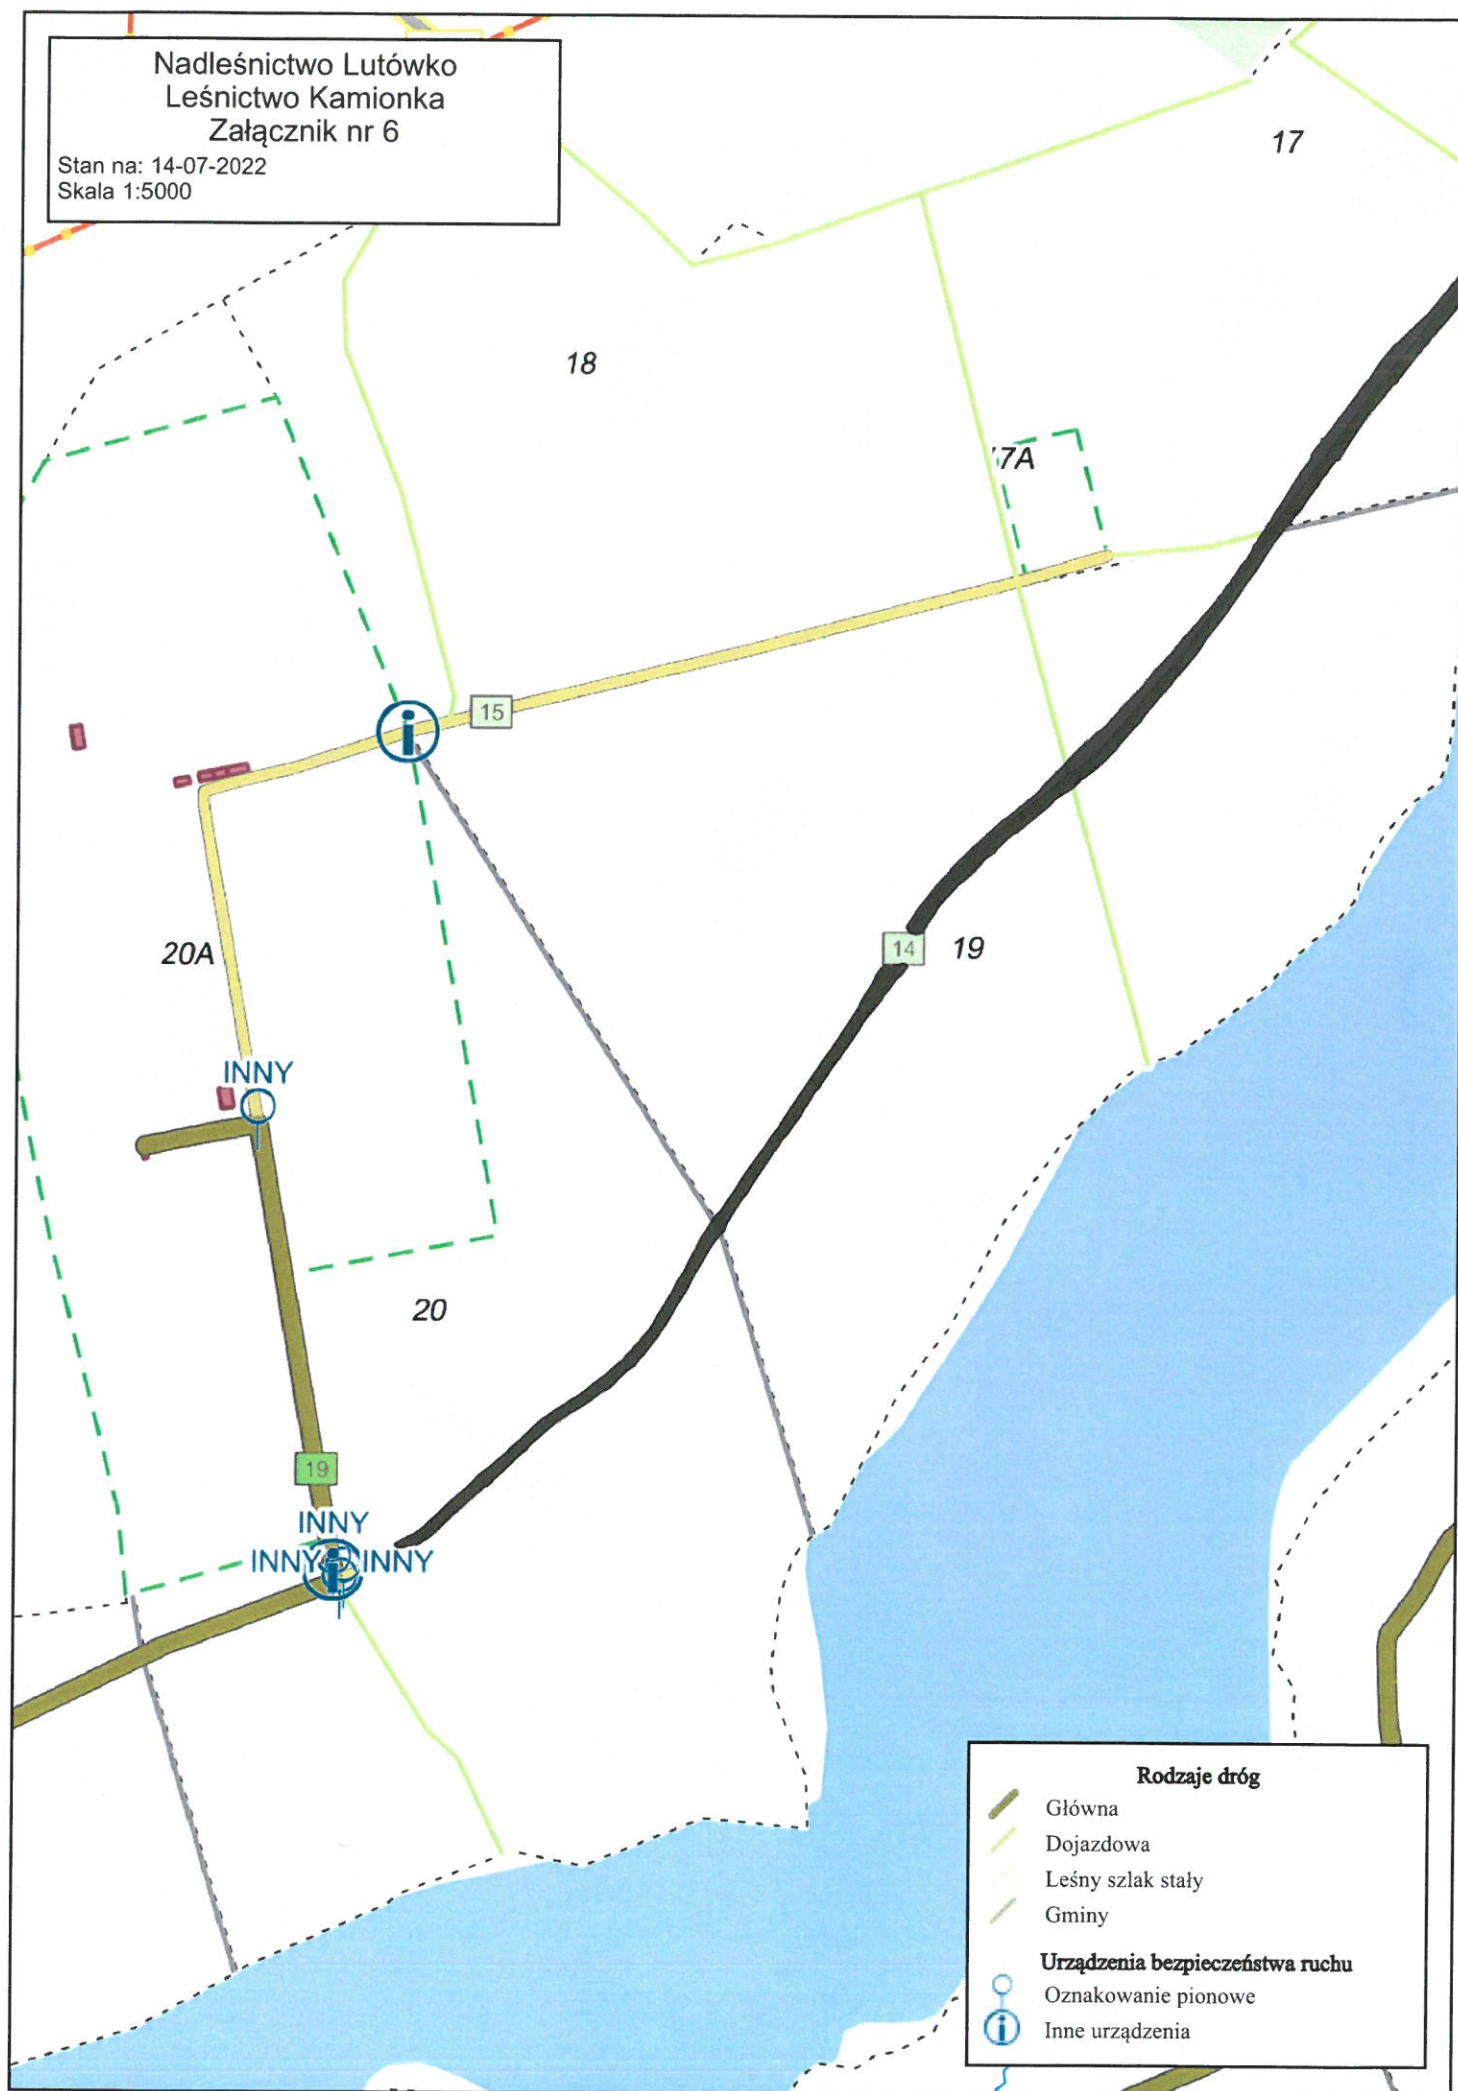 Nadleśnictwo Lutówko
Leśnictwo Kamionka
Załącznik nr 6
Stan na: 14-07-2022
Skala 1:5000
17
18
7A
15
20A
14
19
INNY
20
19
INNY
INNY
INNY
Rodzaje dróg
Główna
Dojazdowa
Leśny szlak stały
Gminy
Urządzenia bezpieczeństwa ruchu
Oznakowanie pionowe
Inne urządzenia